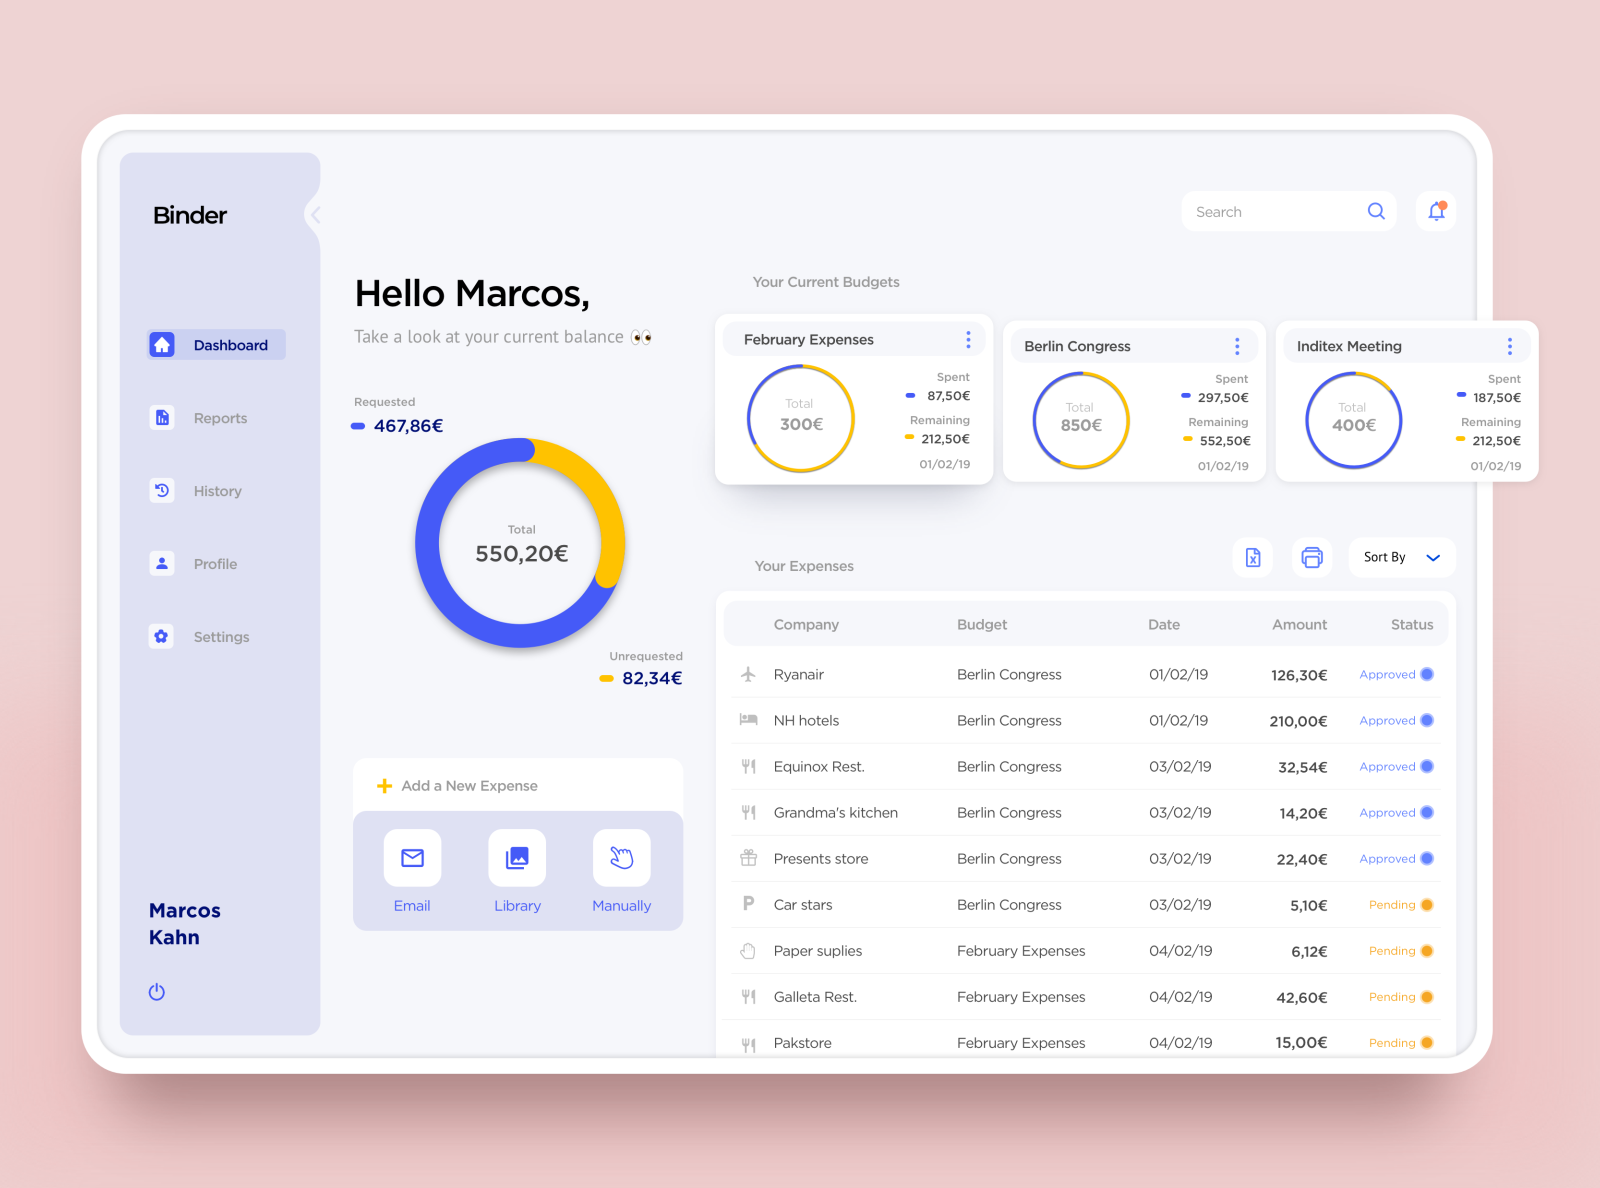 Binder
Dashboard
Reports
History
Profile
Settings
Marcos
Kahn
Search
Hello Marcos,
Take a look at your current balance 👀
Requested
467,86€
Total
550,20€
Unrequested
82,34€
Add a New Expense
Email Library Manually
Your Current Budgets
February Expenses
Total
300€
Spent
87,50€
Remaining
212,50€
01/02/19
Berlin Congress
Total
850€
Spent
297,50€
Remaining
552,50€
01/02/19
Inditex Meeting
Total
400€
Spent
187,50€
Remaining
212,50€
01/02/19
Your Expenses
Sort By
Company Budget Date Amount Status
Ryanair Berlin Congress 01/02/19 126,30€ Approved
NH hotels Berlin Congress 01/02/19 210,00€ Approved
Equinox Rest. Berlin Congress 03/02/19 32,54€ Approved
Grandma's kitchen Berlin Congress 03/02/19 14,20€ Approved
Presents store Berlin Congress 03/02/19 22,40€ Approved
P Car stars Berlin Congress 03/02/19 5,10€ Pending
Paper suplies February Expenses 04/02/19 6,12€ Pending
Galleta Rest. February Expenses 04/02/19 42,60€ Pending
Pakstore February Expenses 04/02/19 15,00€ Pending